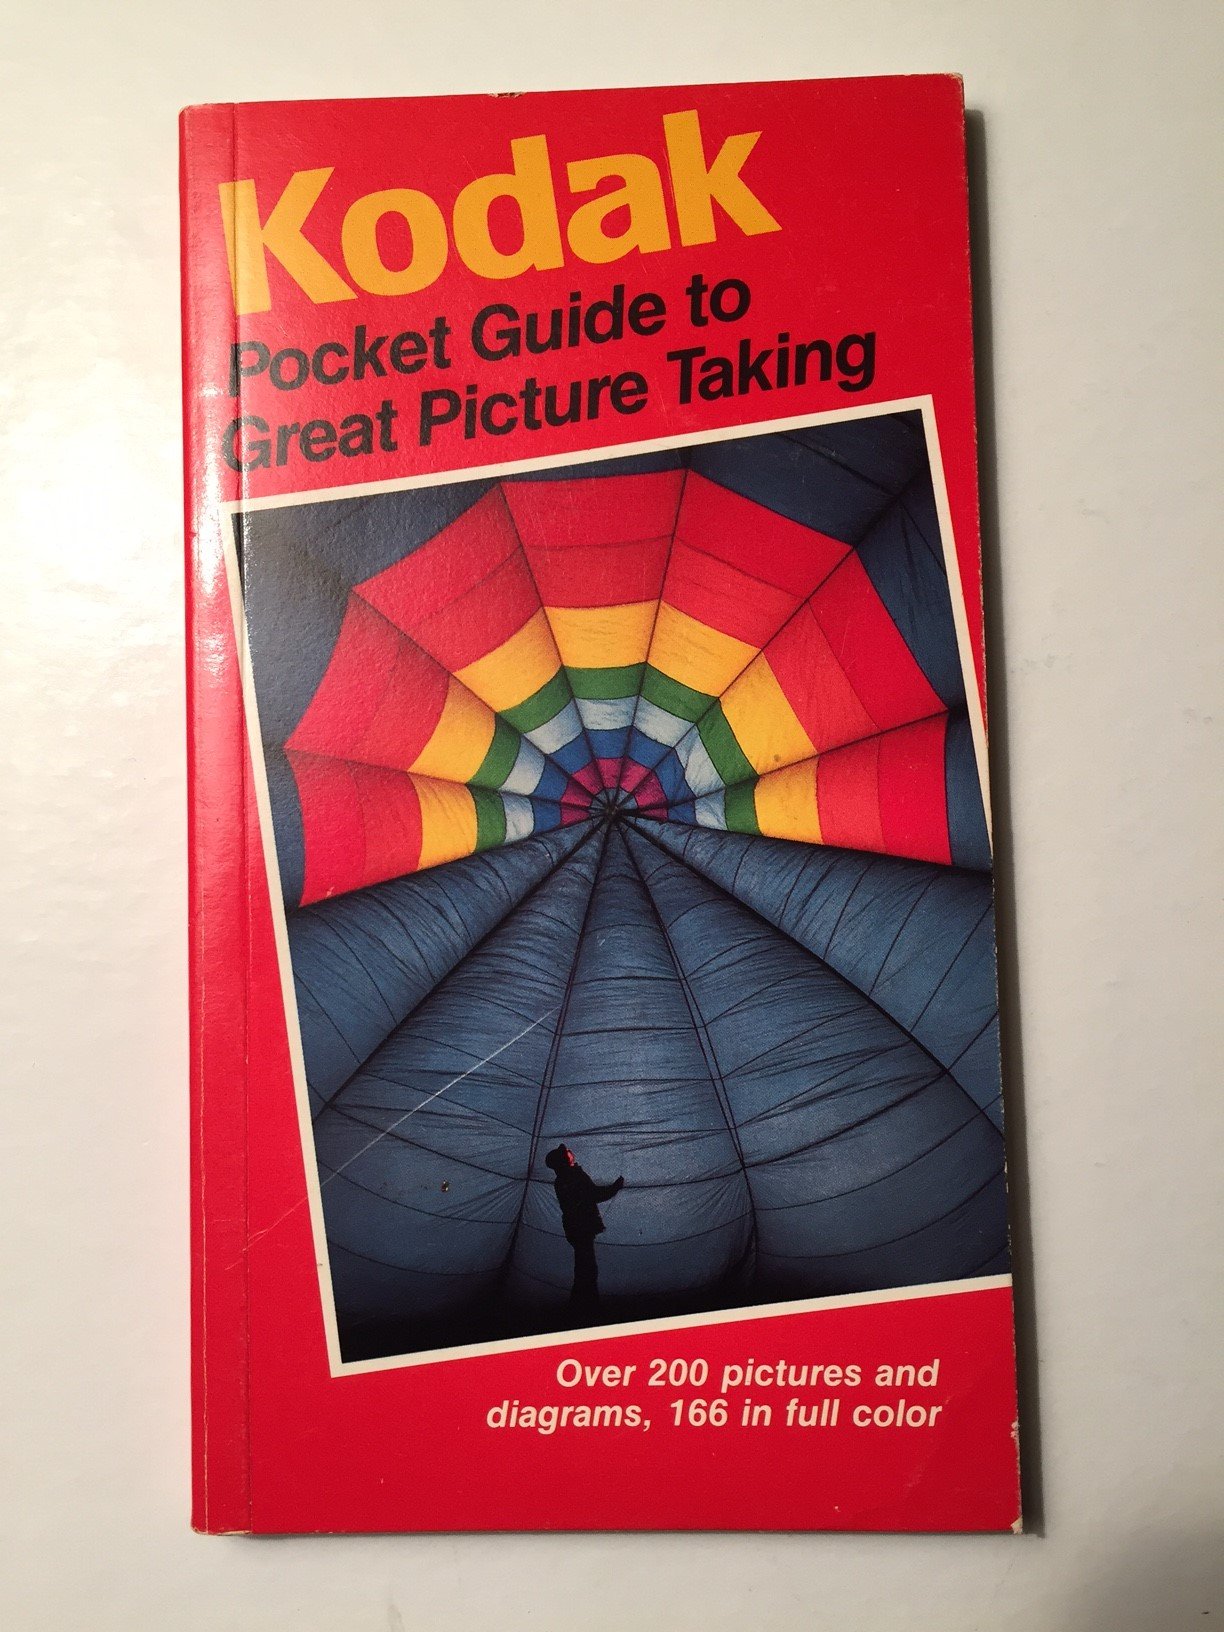 Kodak
Pocket Guide to
Great Picture Taking
Over 200 pictures and
diagrams, 166 in full color